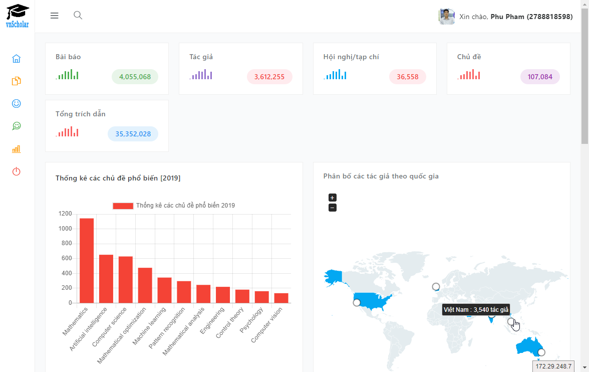 vnScholar
Xin chào, Phu Pham (2788818598)
Bài báo
4,055,068
Tác giả
3,612,255
Hội nghị/tạp chí
36,558
Chủ đề
107,084
Tổng trích dẫn
35,352,028
Thống kê các chủ đề phổ biến [2019]
Thống kê các chủ đề phổ biến 2019
1200
1000
800
600
400
200
0
Mathematics
Artificial intelligence
Computer science
Mathematical optimization
Machine learning
Pattern recognition
Mathematical analysis
Engineering
Control theory
Psychology
Computer vision
Phân bố các tác giả theo quốc gia
+
−
Việt Nam : 3,540 tác giả
172.29.248.7